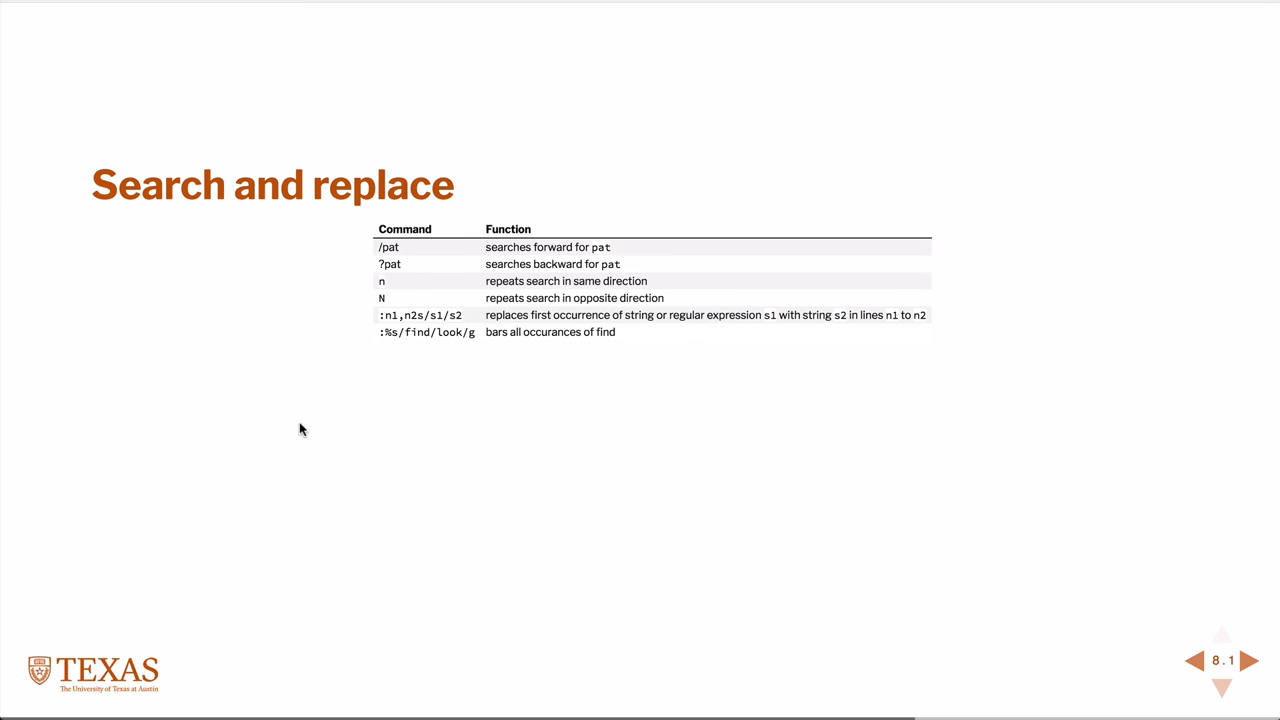 Search and replace
Command Function
/pat searches forward for pat
?pat searches backward for pat
n repeats search in same direction
N repeats search in opposite direction
:n1,n2s/s1/s2 replaces first occurrence of string or regular expression s1 with string s2 in lines n1 to n2
:%s/find/look/g bars all occurances of find
TEXAS
The University of Texas at Austin
8.1